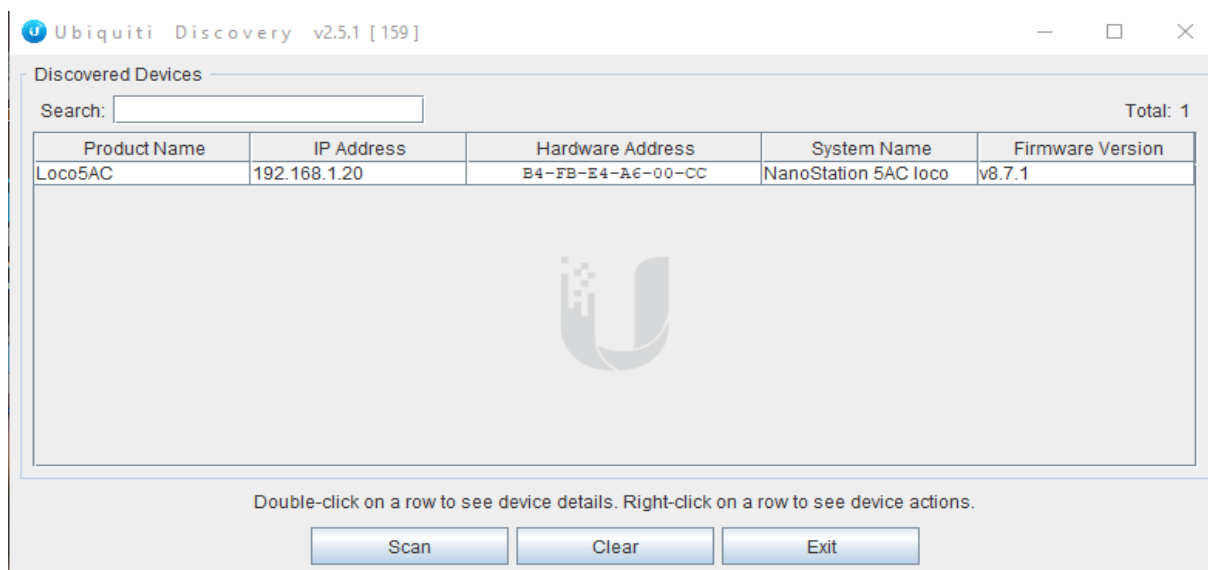 Ubiquiti Discovery v2.5.1 [159]
Discovered Devices
Search: Total: 1
Product Name IP Address Hardware Address System Name Firmware Version
Loco5AC 192.168.1.20 B4-FB-E4-A6-00-CC NanoStation 5AC loco v8.7.1
Double-click on a row to see device details. Right-click on a row to see device actions.
Scan Clear Exit